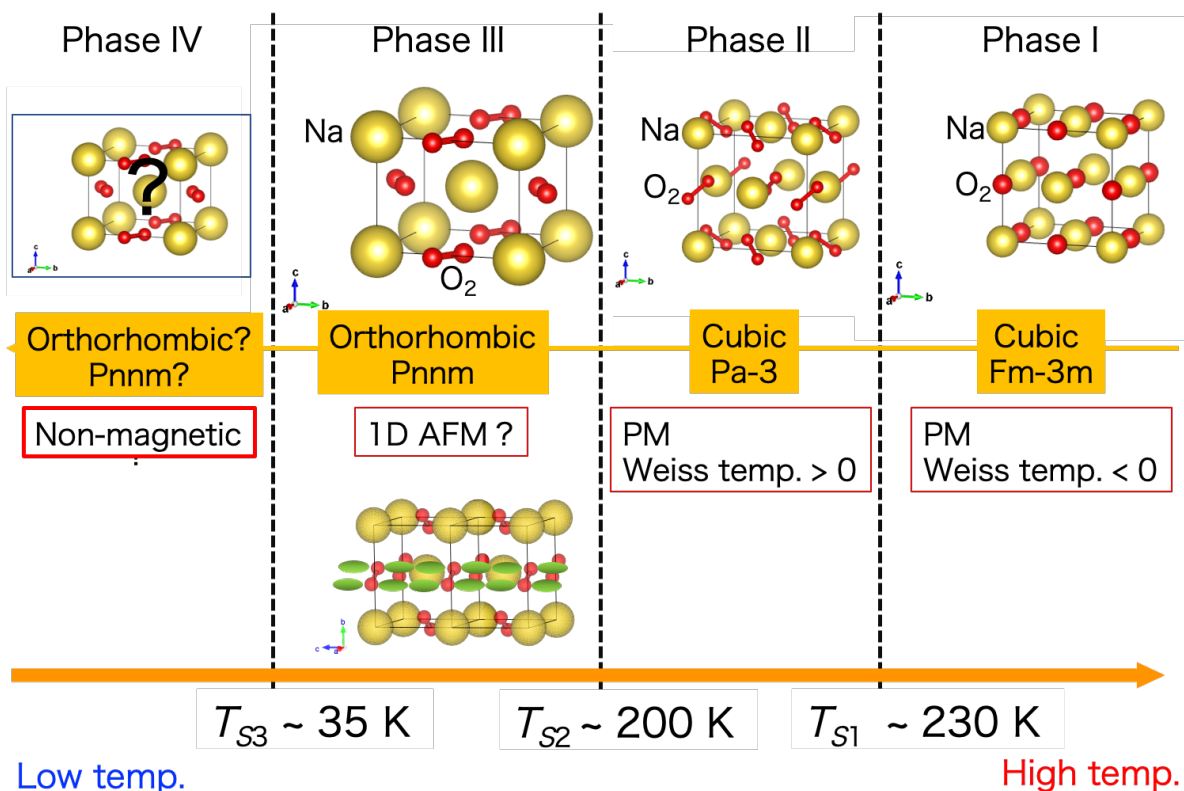 Phase IV
Phase III
Phase II
Phase I
Na
Na
Na
?
O2
O2
O2
c
a
b
c
a
b
c
a
b
c
a
b
Orthorhombic?
Pnnm?
Orthorhombic
Pnnm
Cubic
Pa-3
Cubic
Fm-3m
Non-magnetic
1D AFM ?
PM
Weiss temp. > 0
PM
Weiss temp. < 0
b
c
a
TS3 ~ 35 K
TS2 ~ 200 K
TS1 ~ 230 K
Low temp.
High temp.